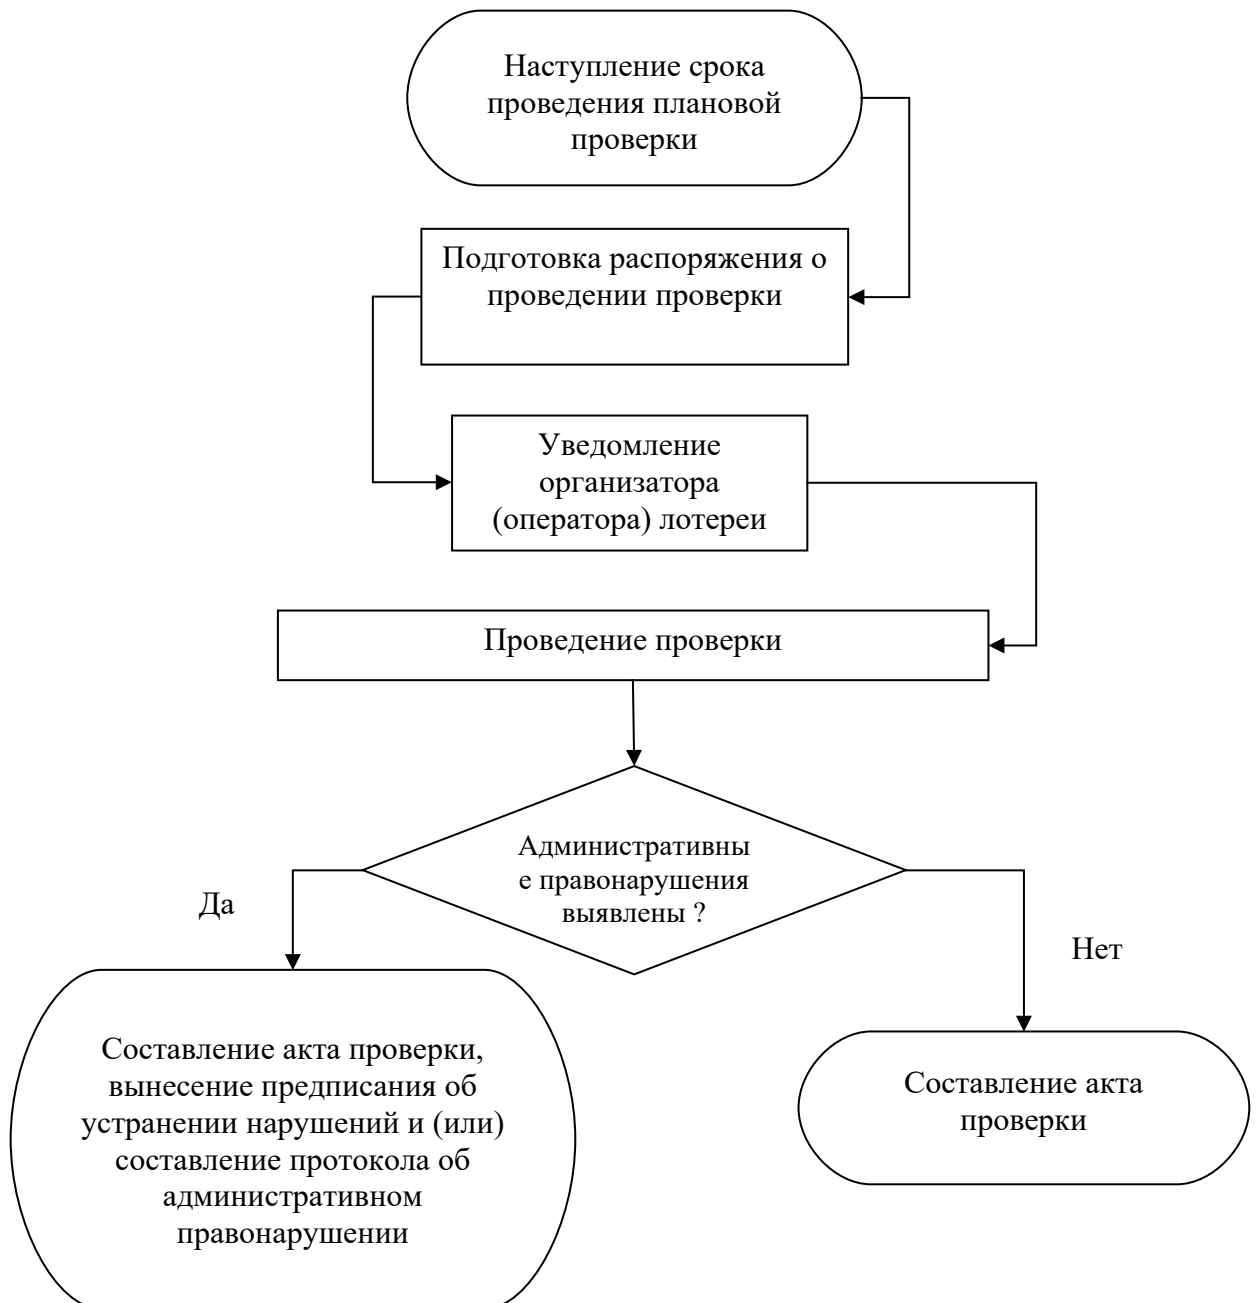 Наступление срока
проведения плановой
проверки
Подготовка распоряжения о
проведении проверки
Уведомление
организатора
(оператора) лотереи
Проведение проверки
Административны
е правонарушения
выявлены ?
Да
Нет
Составление акта проверки,
вынесение предписания об
устранении нарушений и (или)
составление протокола об
административном
правонарушении
Составление акта
проверки